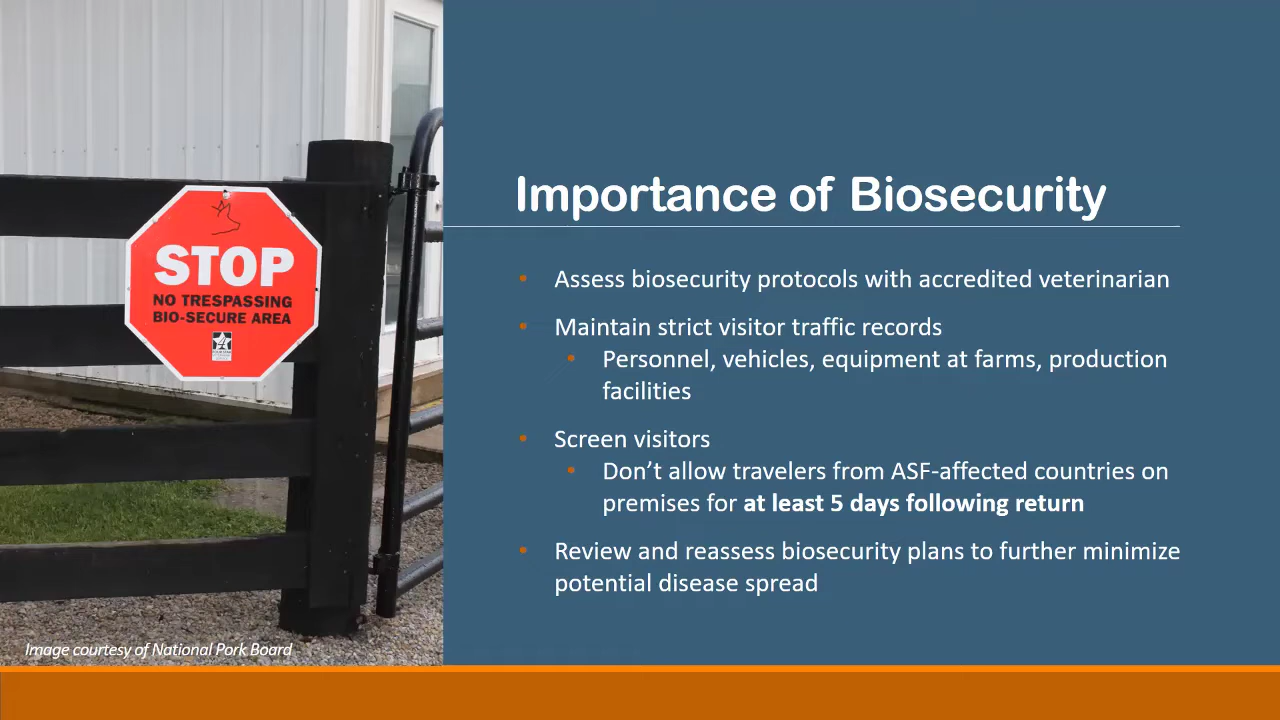 STOP
NO TRESPASSING
BIO-SECURE AREA
Image courtesy of National Pork Board
Importance of Biosecurity
• Assess biosecurity protocols with accredited veterinarian
• Maintain strict visitor traffic records
• Personnel, vehicles, equipment at farms, production
facilities
• Screen visitors
• Don’t allow travelers from ASF-affected countries on
premises for at least 5 days following return
• Review and reassess biosecurity plans to further minimize
potential disease spread